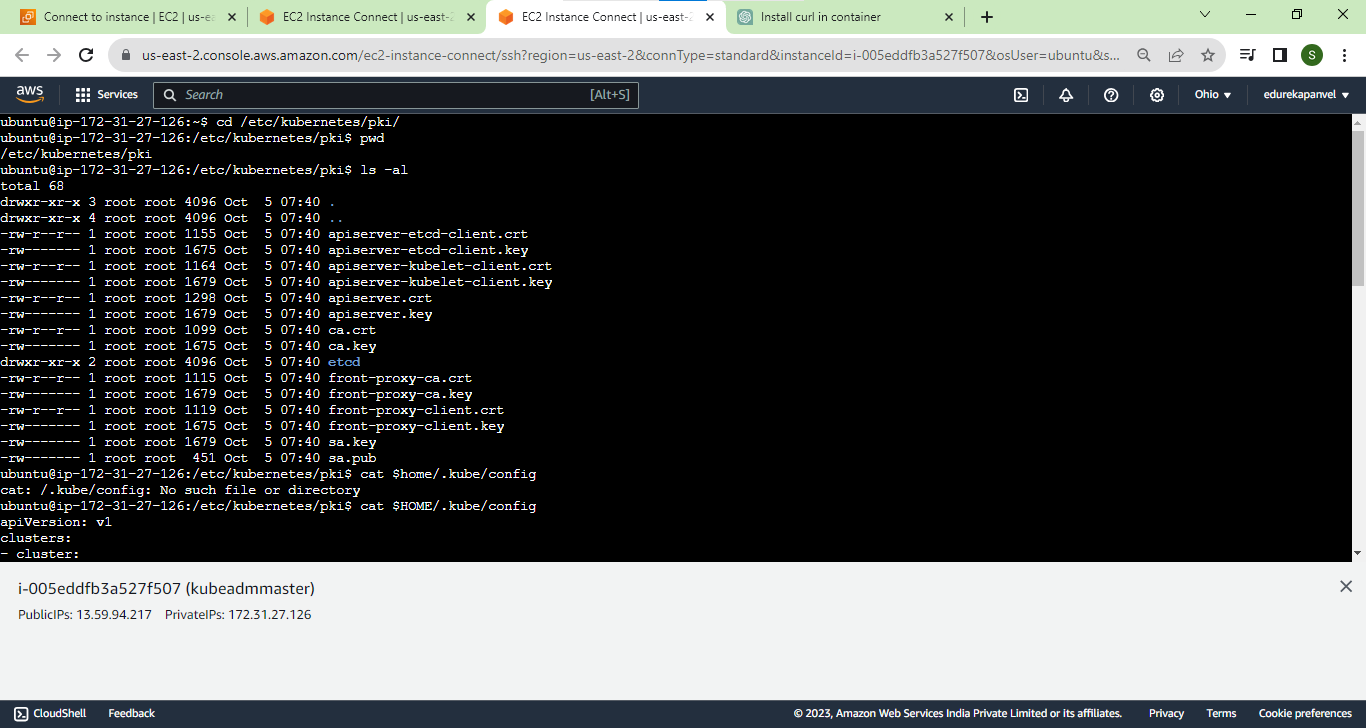 Connect to instance | EC2 | us-ea
EC2 Instance Connect | us-east-2
EC2 Instance Connect | us-east-2
Install curl in container
us-east-2.console.aws.amazon.com/ec2-instance-connect/ssh?region=us-east-2&connType=standard&instanceId=i-005eddfb3a527f507&osUser=ubuntu&s...
S
aws
Services
Search
[Alt+S]
Ohio
edurekapanvel
ubuntu@ip-172-31-27-126:~$ cd /etc/kubernetes/pki/
ubuntu@ip-172-31-27-126:/etc/kubernetes/pki$ pwd
/etc/kubernetes/pki
ubuntu@ip-172-31-27-126:/etc/kubernetes/pki$ ls -al
total 68
drwxr-xr-x 3 root root 4096 Oct  5 07:40 .
drwxr-xr-x 4 root root 4096 Oct  5 07:40 ..
-rw-r--r-- 1 root root 1155 Oct  5 07:40 apiserver-etcd-client.crt
-rw------- 1 root root 1675 Oct  5 07:40 apiserver-etcd-client.key
-rw-r--r-- 1 root root 1164 Oct  5 07:40 apiserver-kubelet-client.crt
-rw------- 1 root root 1679 Oct  5 07:40 apiserver-kubelet-client.key
-rw-r--r-- 1 root root 1298 Oct  5 07:40 apiserver.crt
-rw------- 1 root root 1679 Oct  5 07:40 apiserver.key
-rw-r--r-- 1 root root 1099 Oct  5 07:40 ca.crt
-rw------- 1 root root 1675 Oct  5 07:40 ca.key
drwxr-xr-x 2 root root 4096 Oct  5 07:40 etcd
-rw-r--r-- 1 root root 1115 Oct  5 07:40 front-proxy-ca.crt
-rw------- 1 root root 1679 Oct  5 07:40 front-proxy-ca.key
-rw-r--r-- 1 root root 1119 Oct  5 07:40 front-proxy-client.crt
-rw------- 1 root root 1675 Oct  5 07:40 front-proxy-client.key
-rw------- 1 root root 1679 Oct  5 07:40 sa.key
-rw------- 1 root root  451 Oct  5 07:40 sa.pub
ubuntu@ip-172-31-27-126:/etc/kubernetes/pki$ cat $home/.kube/config
cat: /.kube/config: No such file or directory
ubuntu@ip-172-31-27-126:/etc/kubernetes/pki$ cat $HOME/.kube/config
apiVersion: v1
clusters:
- cluster:
i-005eddfb3a527f507 (kubeadmmaster)
PublicIPs: 13.59.94.217 PrivateIPs: 172.31.27.126
CloudShell Feedback © 2023, Amazon Web Services India Private Limited or its affiliates. Privacy Terms Cookie preferences